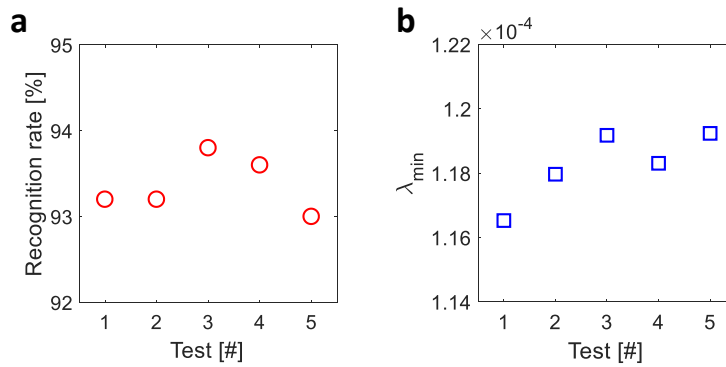 a
95
94
93
92
Recognition rate [%]
1 2 3 4 5
Test [#]
b
×10⁻⁴
1.22
1.2
1.18
1.16
1.14
λmin
1 2 3 4 5
Test [#]